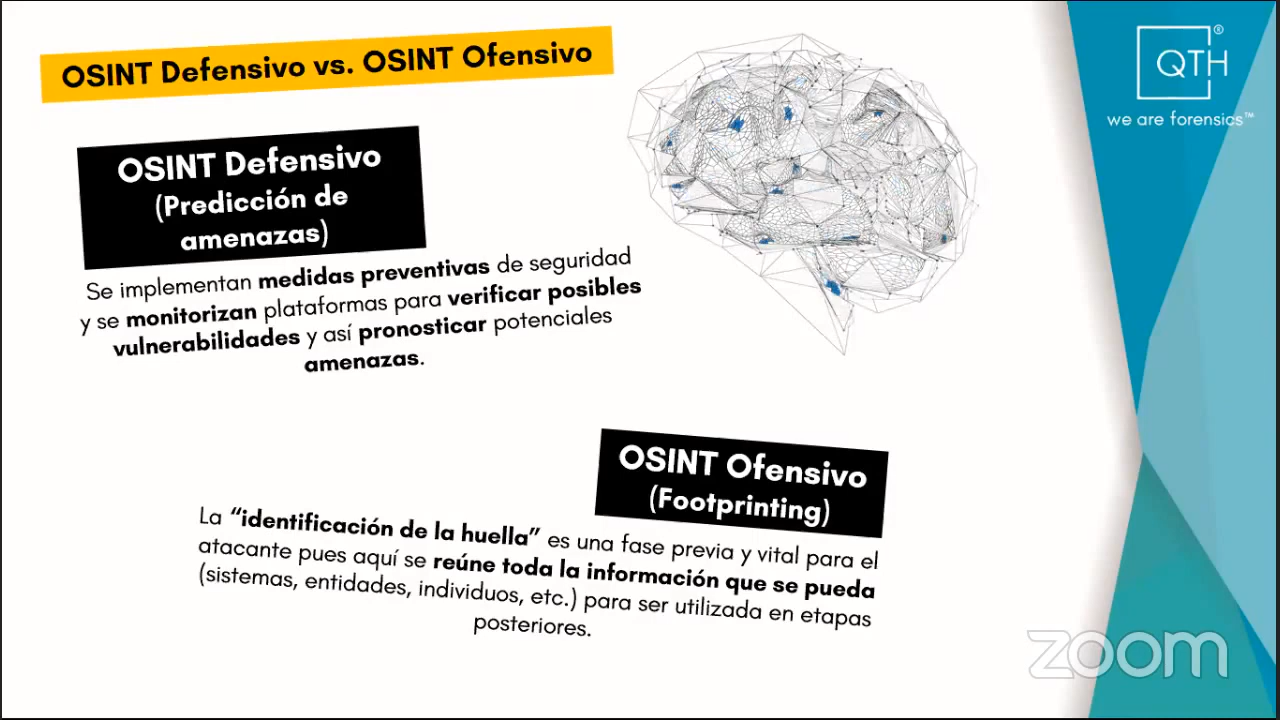 OSINT Defensivo vs. OSINT Ofensivo
QTH®
we are forensics™
OSINT Defensivo
(Predicción de
amenazas)
Se implementan medidas preventivas de seguridad
y se monitorizan plataformas para verificar posibles
vulnerabilidades y así pronosticar potenciales
amenazas.
OSINT Ofensivo
(Footprinting)
La “identificación de la huella” es una fase previa y vital para el
atacante pues aquí se reúne toda la información que se pueda
(sistemas, entidades, individuos, etc.) para ser utilizada en etapas
posteriores.
zoom